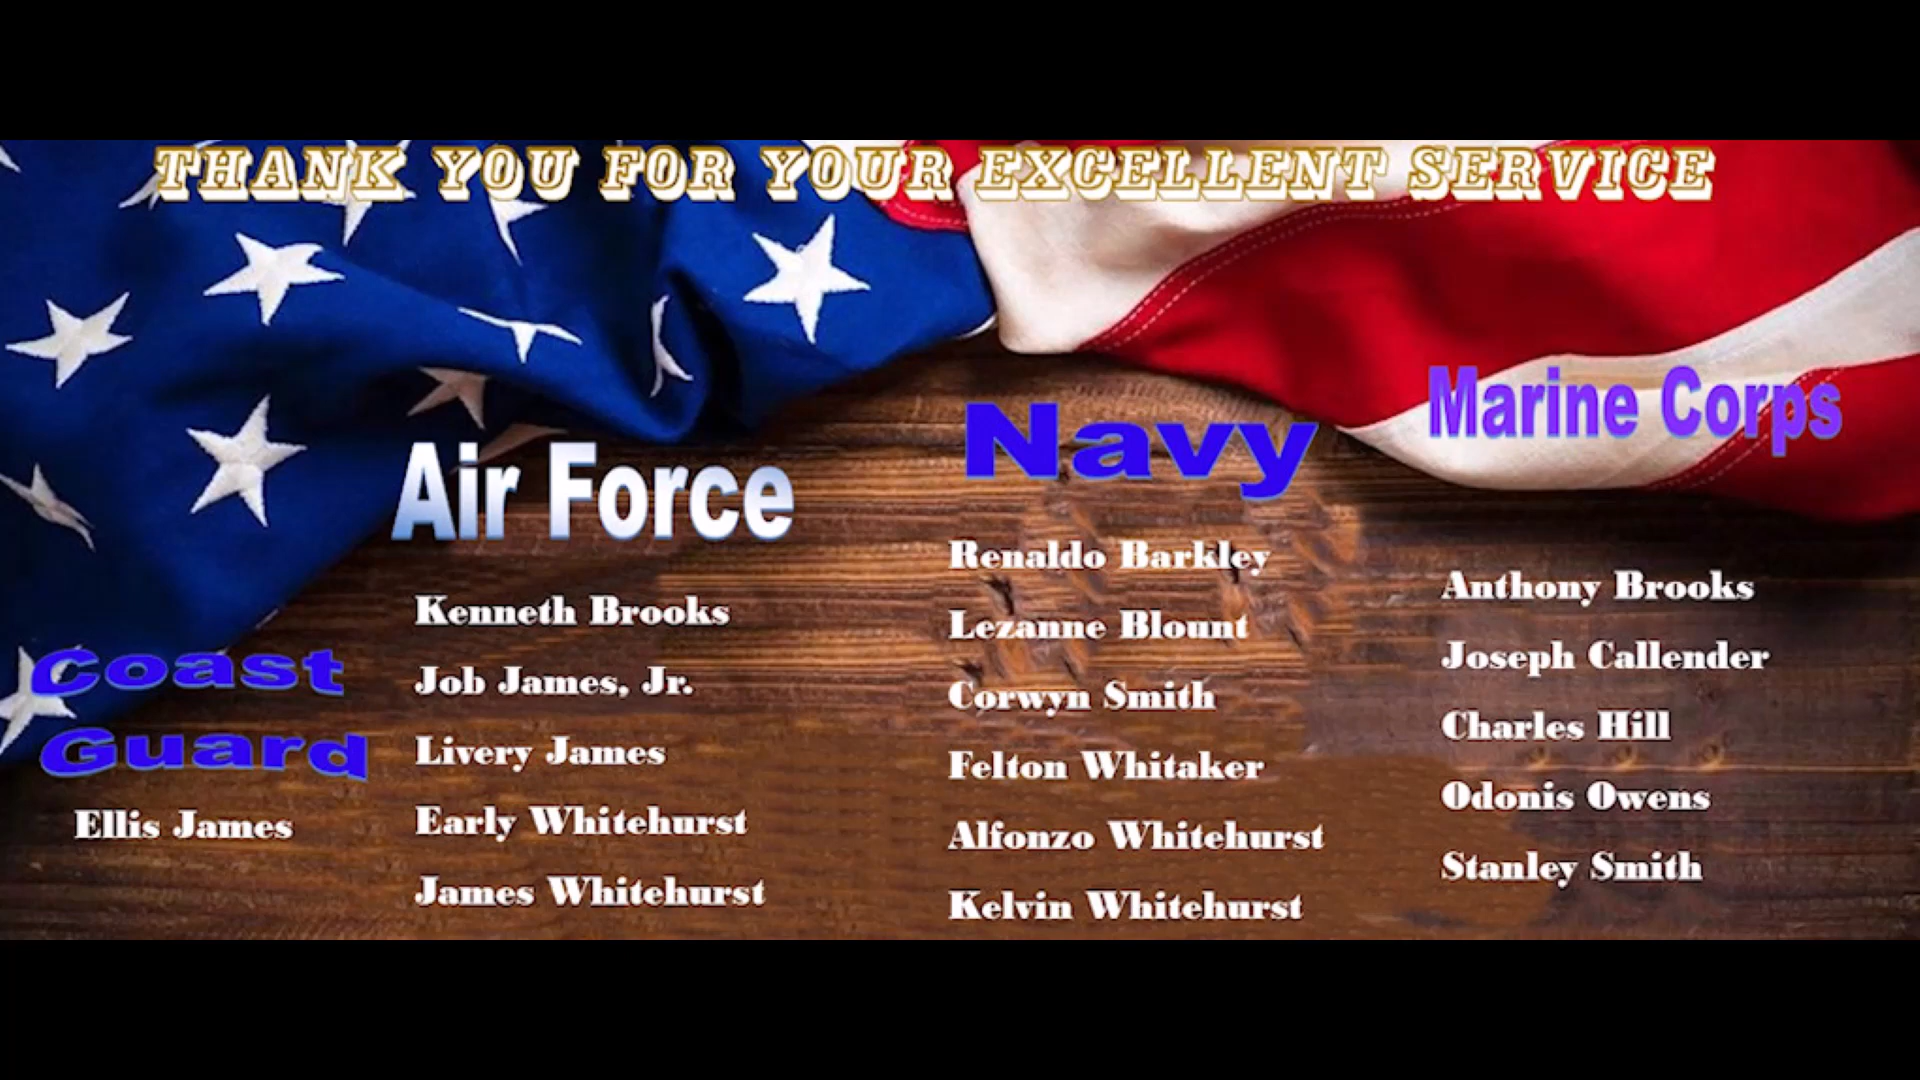 THANK YOU FOR YOUR EXCELLENT SERVICE
Coast
Guard
Ellis James
Air Force
Kenneth Brooks
Job James, Jr.
Livery James
Early Whitehurst
James Whitehurst
Navy
Renaldo Barkley
Lezanne Blount
Corwyn Smith
Felton Whitaker
Alfonzo Whitehurst
Kelvin Whitehurst
Marine Corps
Anthony Brooks
Joseph Callender
Charles Hill
Odonis Owens
Stanley Smith